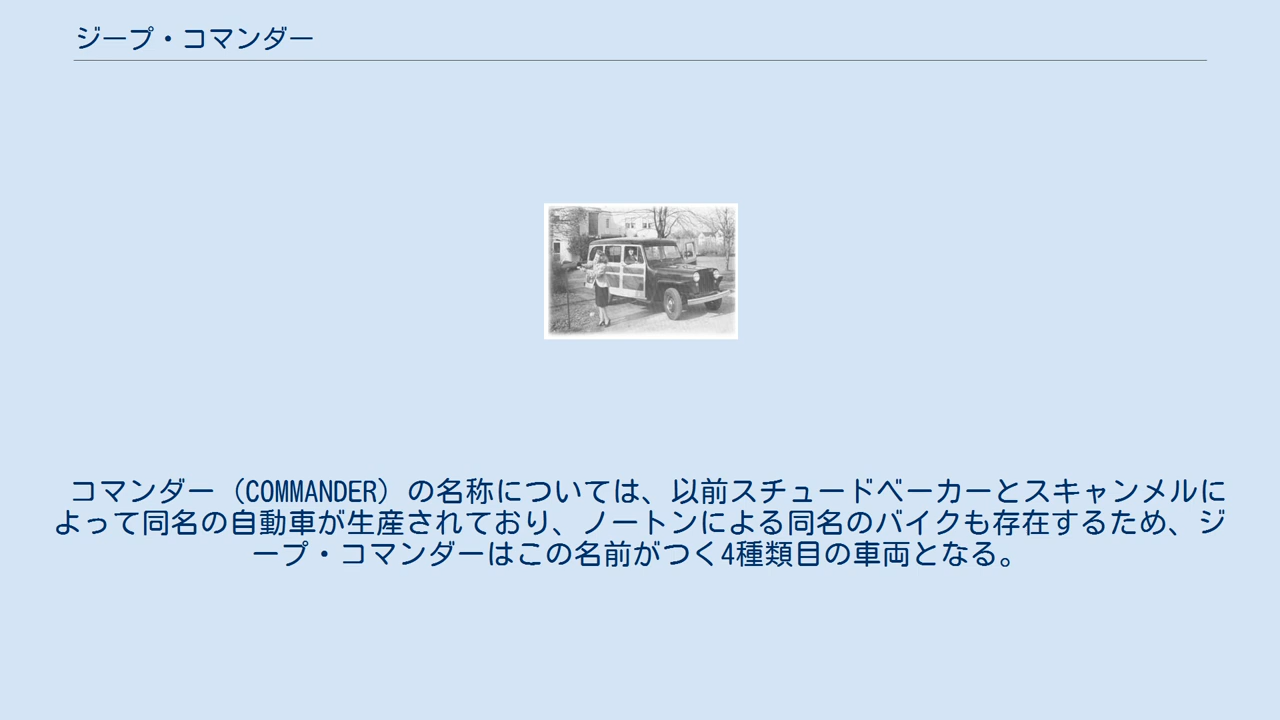 ジープ・コマンダー
コマンダー（COMMANDER）の名称については、以前スチュードベーカーとスキャンメルに
よって同名の自動車が生産されており、ノートンによる同名のバイクも存在するため、ジ
ープ・コマンダーはこの名前がつく4種類目の車両となる。